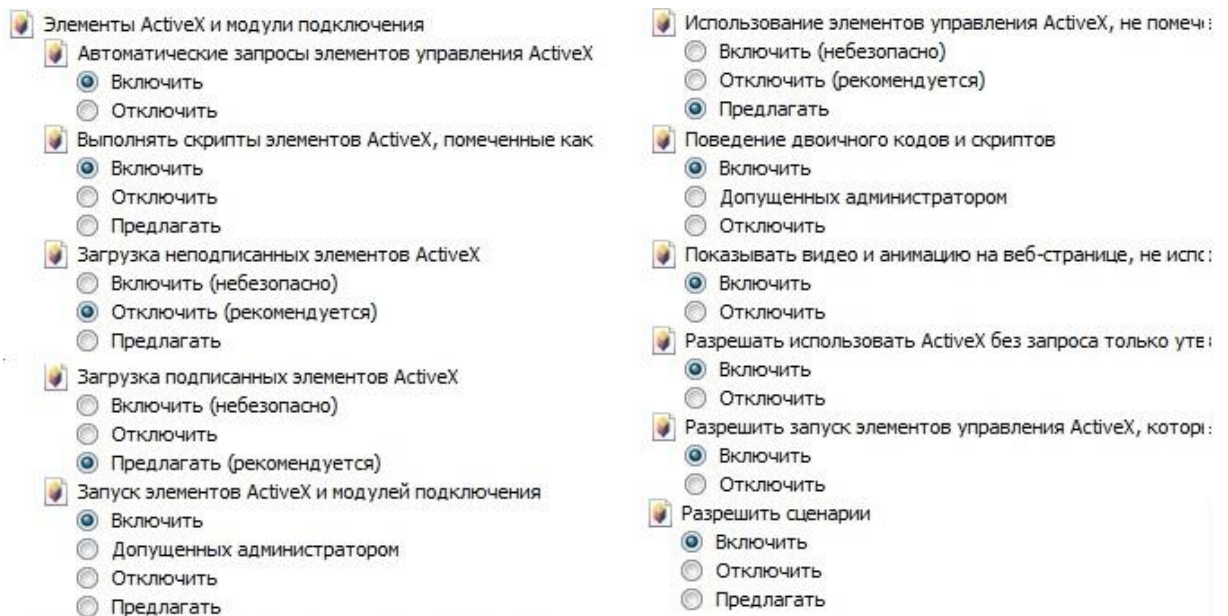 Элементы ActiveX и модули подключения
Автоматические запросы элементов управления ActiveX
Включить
Отключить
Выполнять скрипты элементов ActiveX, помеченные как
Включить
Отключить
Предлагать
Загрузка неподписанных элементов ActiveX
Включить (небезопасно)
Отключить (рекомендуется)
Предлагать
Загрузка подписанных элементов ActiveX
Включить (небезопасно)
Отключить
Предлагать (рекомендуется)
Запуск элементов ActiveX и модулей подключения
Включить
Допущенных администратором
Отключить
Предлагать
Использование элементов управления ActiveX, не
Включить (небезопасно)
Отключить (рекомендуется)
Предлагать
Поведение двоичного кодов и скриптов
Включить
Допущенных администратором
Отключить
Показывать видео и анимацию на веб-странице, не
Включить
Отключить
Разрешать использовать ActiveX без запроса только
Включить
Отключить
Разрешить запуск элементов управления ActiveX,
Включить
Отключить
Разрешить сценарии
Включить
Отключить
Предлагать